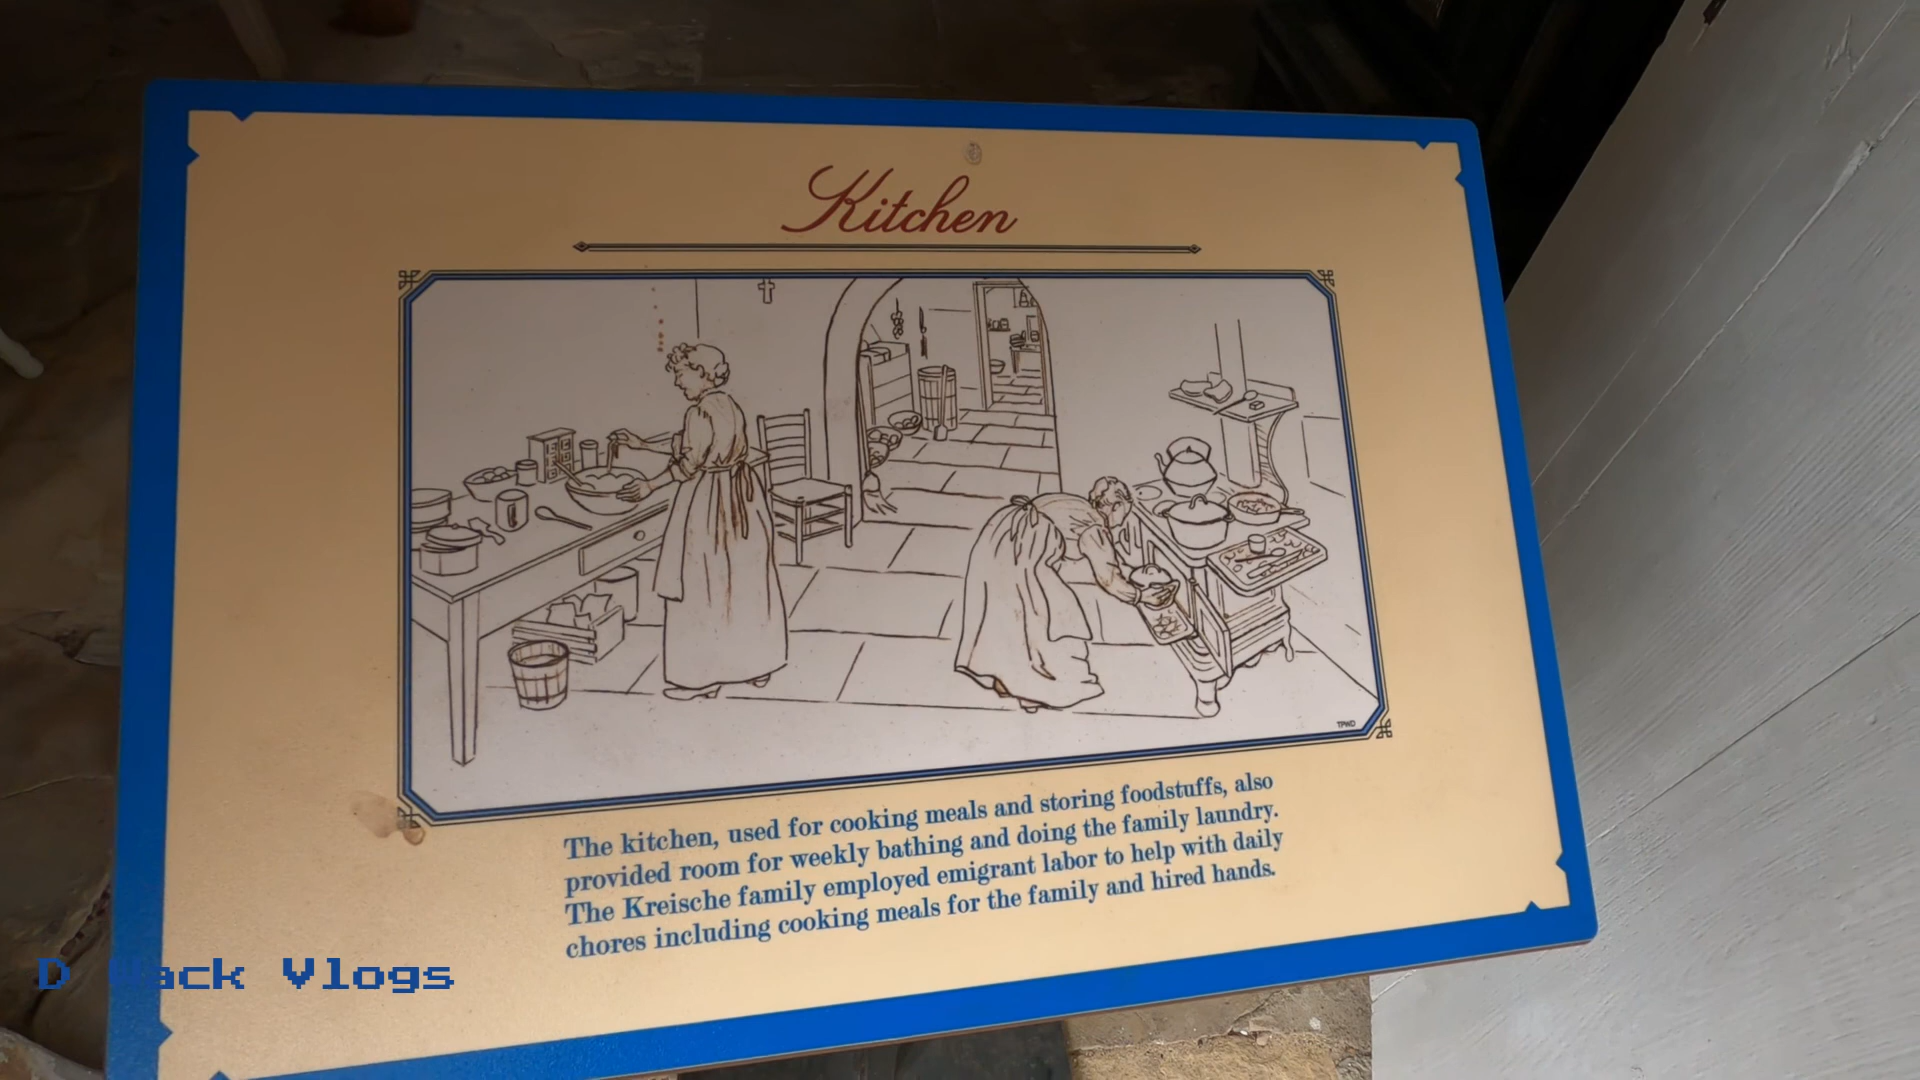 Kitchen
TPWD
The kitchen, used for cooking meals and storing foodstuffs, also
provided room for weekly bathing and doing the family laundry.
The Kreische family employed emigrant labor to help with daily
chores including cooking meals for the family and hired hands.
D Wack Vlogs